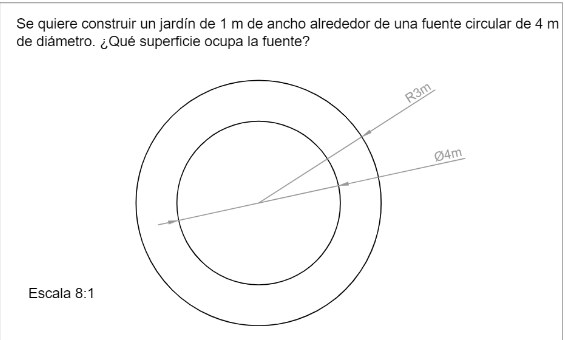 Se quiere construir un jardín de 1 m de ancho alrededor de una fuente circular de 4 m
de diámetro. ¿Qué superficie ocupa la fuente?
R3m
Ø4m
Escala 8:1